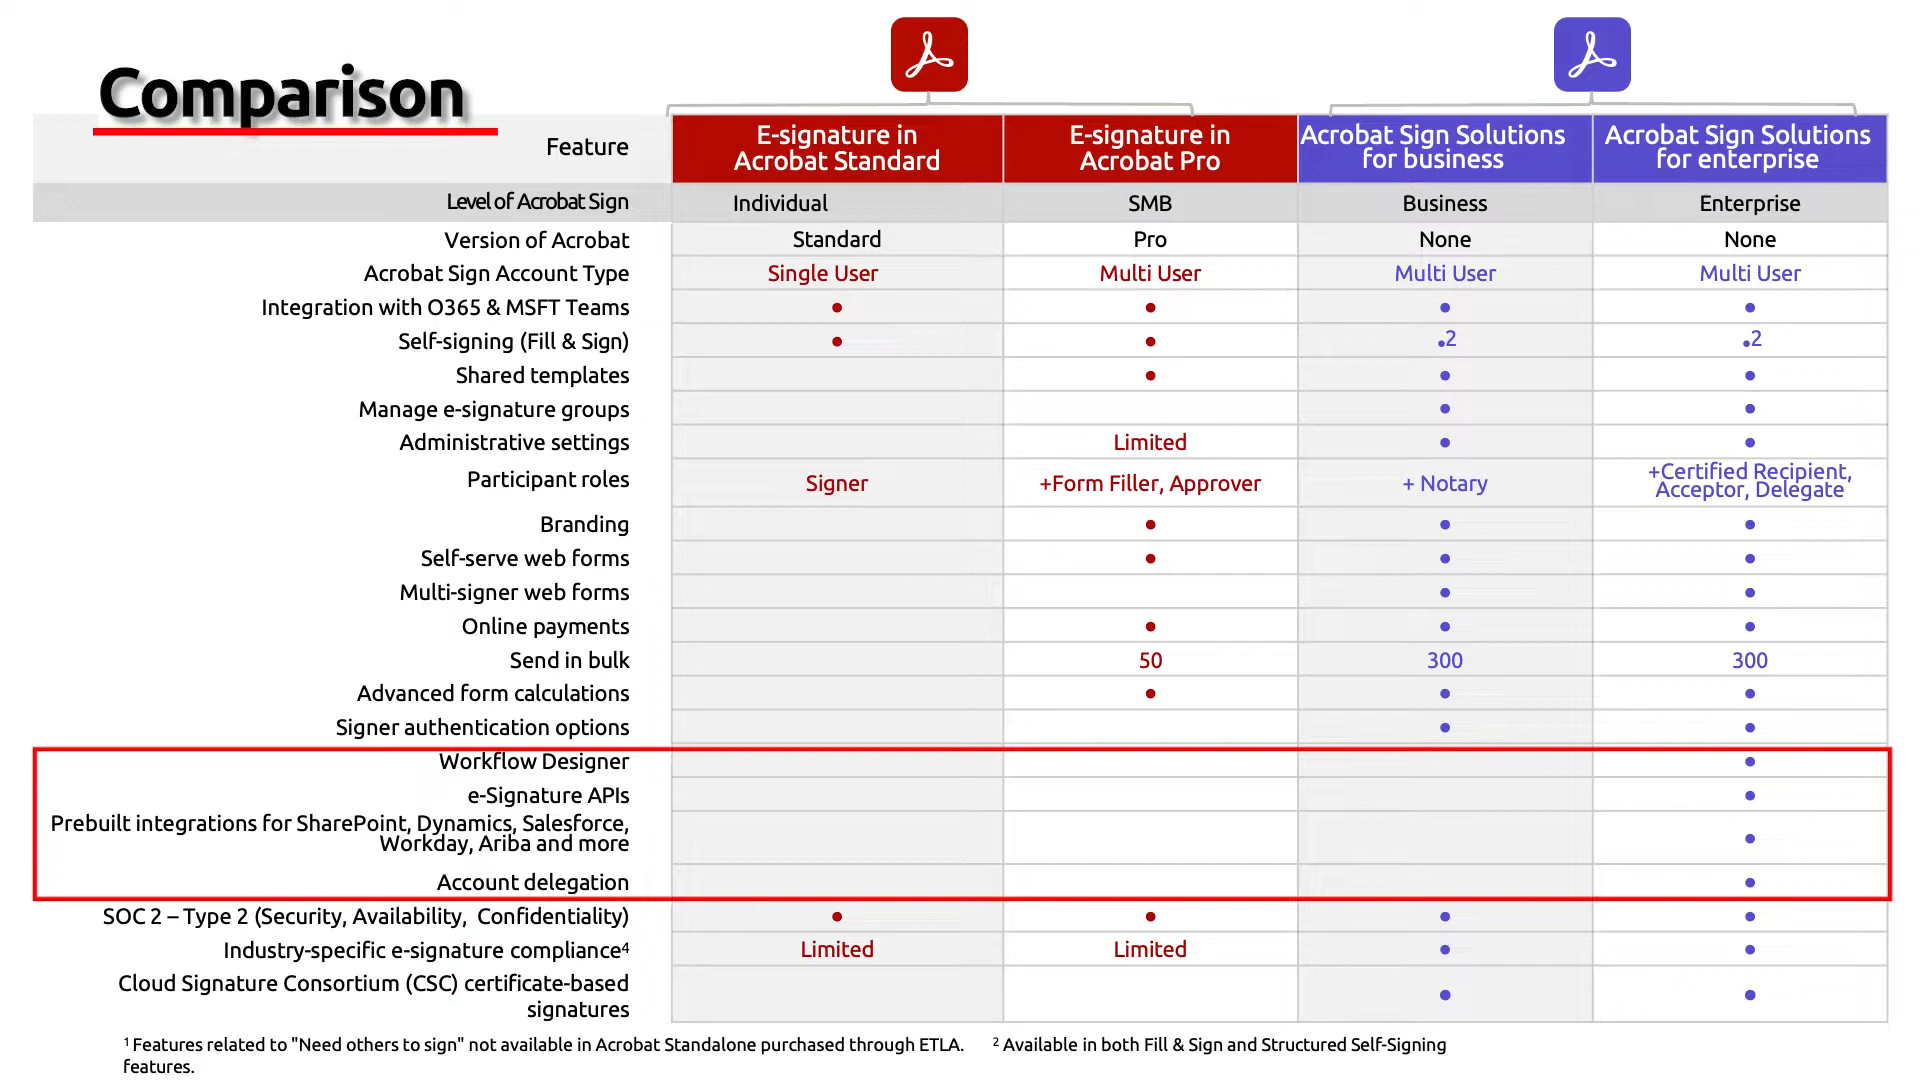 Comparison
Feature
E-signature in
Acrobat Standard
E-signature in
Acrobat Pro
Acrobat Sign Solutions
for business
Acrobat Sign Solutions
for enterprise
Level of Acrobat Sign Individual SMB Business Enterprise
Version of Acrobat Standard Pro None None
Acrobat Sign Account Type Single User Multi User Multi User Multi User
Integration with O365 & MSFT Teams • • • •
Self-signing (Fill & Sign) • • •2 •2
Shared templates • • •
Manage e-signature groups • •
Administrative settings Limited • •
Participant roles Signer +Form Filler, Approver + Notary +Certified Recipient,
Acceptor, Delegate
Branding • • •
Self-serve web forms • • •
Multi-signer web forms • •
Online payments • • •
Send in bulk 50 300 300
Advanced form calculations • • •
Signer authentication options • •
Workflow Designer •
e-Signature APIs •
Prebuilt integrations for SharePoint, Dynamics, Salesforce,
Workday, Ariba and more •
Account delegation •
SOC 2 – Type 2 (Security, Availability, Confidentiality) • • • •
Industry-specific e-signature compliance⁴ Limited Limited • •
Cloud Signature Consortium (CSC) certificate-based
signatures • •
¹ Features related to "Need others to sign" not available in Acrobat Standalone purchased through ETLA. ² Available in both Fill & Sign and Structured Self-Signing
features.